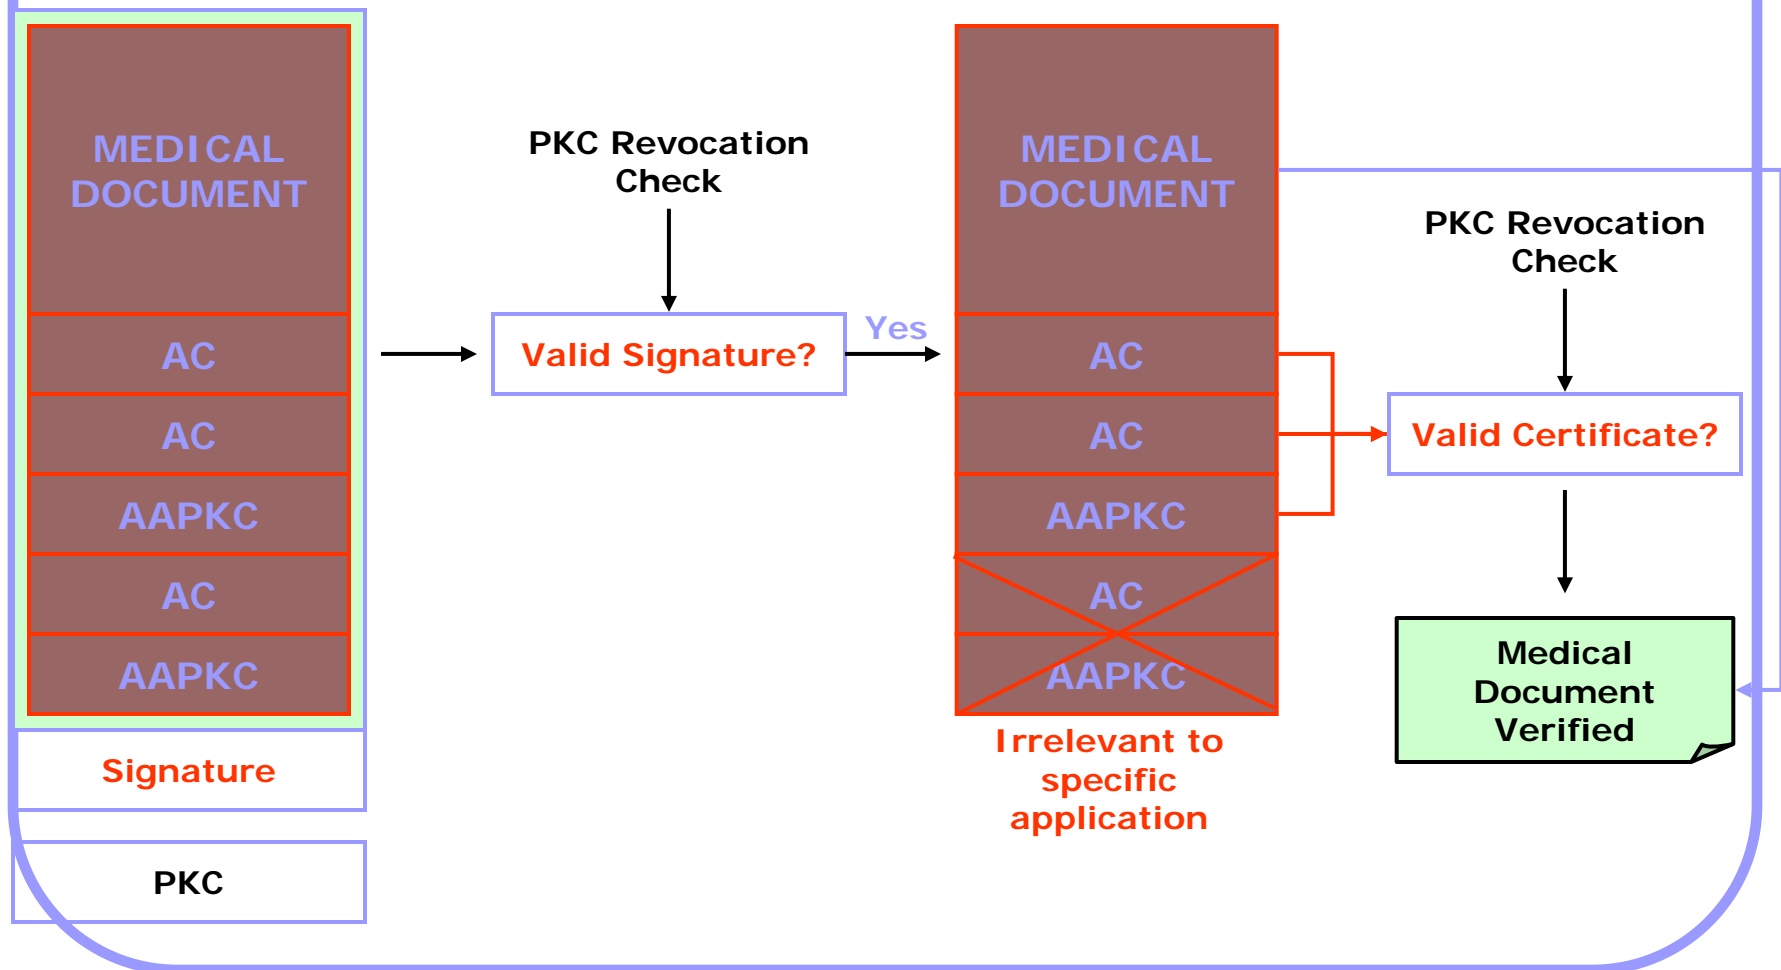 MEDICAL
DOCUMENT
AC
AC
AAPKC
AC
AAPKC
Signature
PKC
PKC Revocation
Check
Valid Signature?
Yes
MEDICAL
DOCUMENT
AC
AC
AAPKC
AC
AAPKC
Irrelevant to
specific
application
PKC Revocation
Check
Valid Certificate?
Medical
Document
Verified